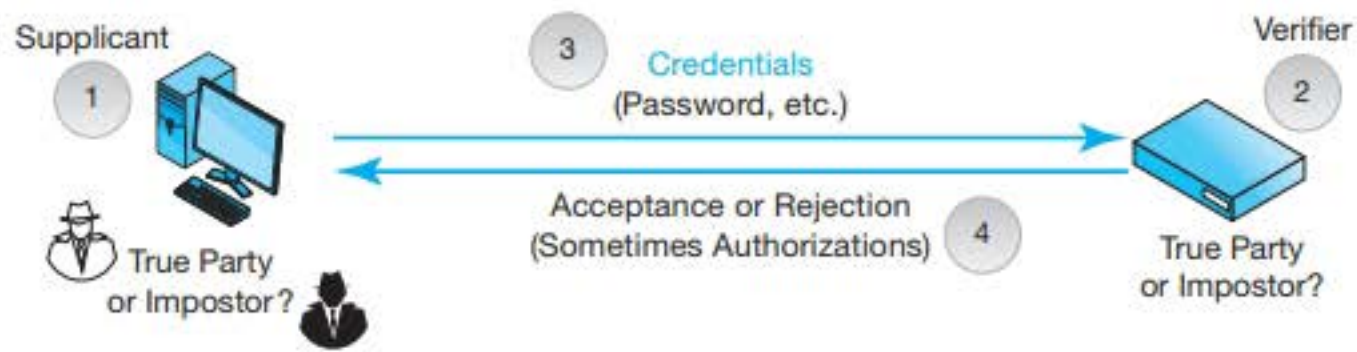 Supplicant
1
3
Credentials
(Password, etc.)
Verifier
2
Acceptance or Rejection
(Sometimes Authorizations)
4
True Party
or Impostor?
True Party
or Impostor?